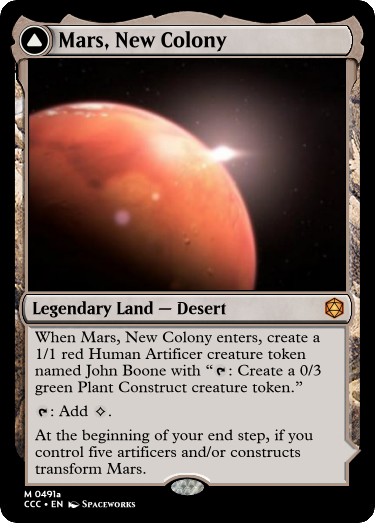 Mars, New Colony
Legendary Land — Desert
When Mars, New Colony enters, create a
1/1 red Human Artificer creature token
named John Boone with “: Create a 0/3
green Plant Construct creature token.”
: Add .
At the beginning of your end step, if you
control five artificers and/or constructs
transform Mars.
M 0491a
CCC • EN Spaceworks